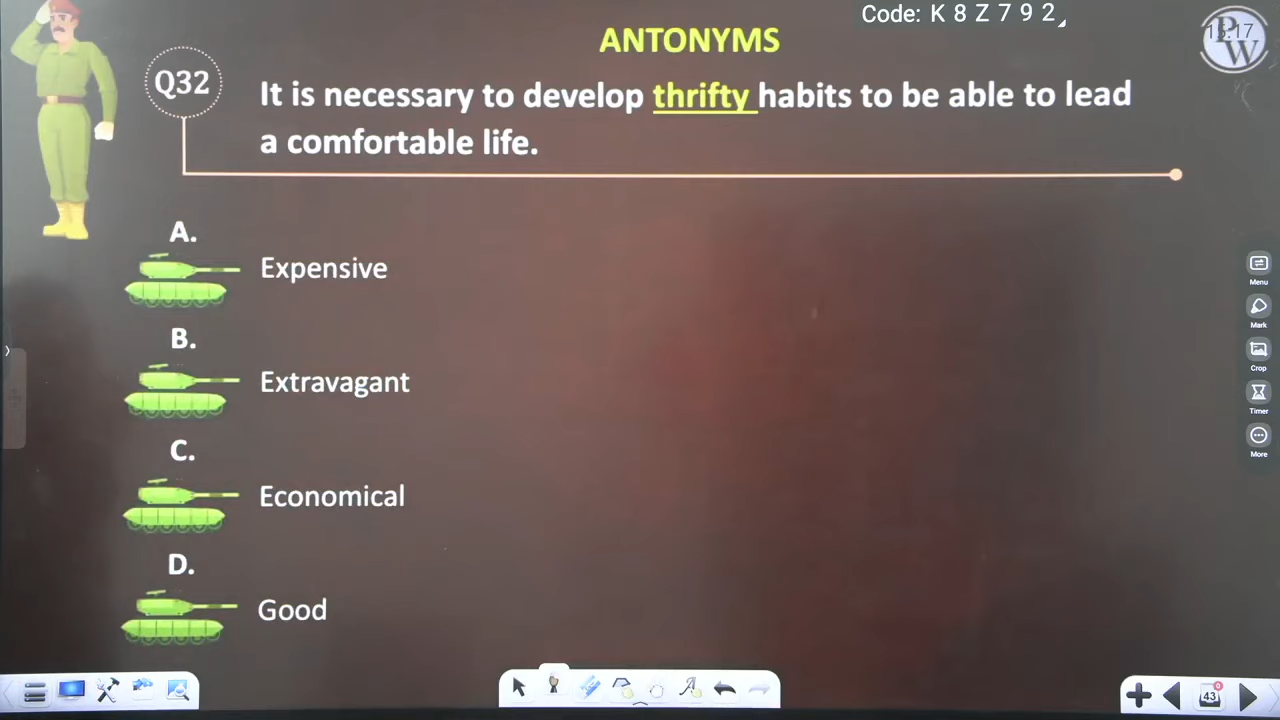 Code: K 8 Z 7 9 2
ANTONYMS
Q32
It is necessary to develop thrifty habits to be able to lead
a comfortable life.
A.
Expensive
B.
Extravagant
C.
Economical
D.
Good
Menu
Mark
Crop
Timer
More
43